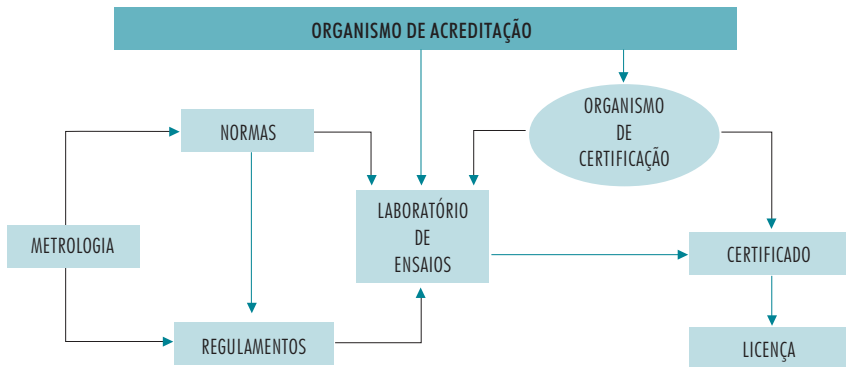 ORGANISMO DE ACREDITAÇÃO
ORGANISMO
DE
CERTIFICAÇÃO
NORMAS
LABORATÓRIO
DE
ENSAIOS
METROLOGIA
CERTIFICADO
REGULAMENTOS
LICENÇA